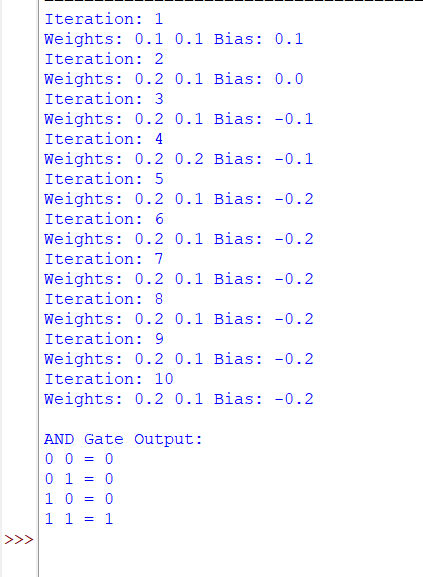 Iteration: 1
Weights: 0.1 0.1 Bias: 0.1
Iteration: 2
Weights: 0.2 0.1 Bias: 0.0
Iteration: 3
Weights: 0.2 0.1 Bias: -0.1
Iteration: 4
Weights: 0.2 0.2 Bias: -0.1
Iteration: 5
Weights: 0.2 0.1 Bias: -0.2
Iteration: 6
Weights: 0.2 0.1 Bias: -0.2
Iteration: 7
Weights: 0.2 0.1 Bias: -0.2
Iteration: 8
Weights: 0.2 0.1 Bias: -0.2
Iteration: 9
Weights: 0.2 0.1 Bias: -0.2
Iteration: 10
Weights: 0.2 0.1 Bias: -0.2
AND Gate Output:
0 0 = 0
0 1 = 0
1 0 = 0
1 1 = 1
>>>